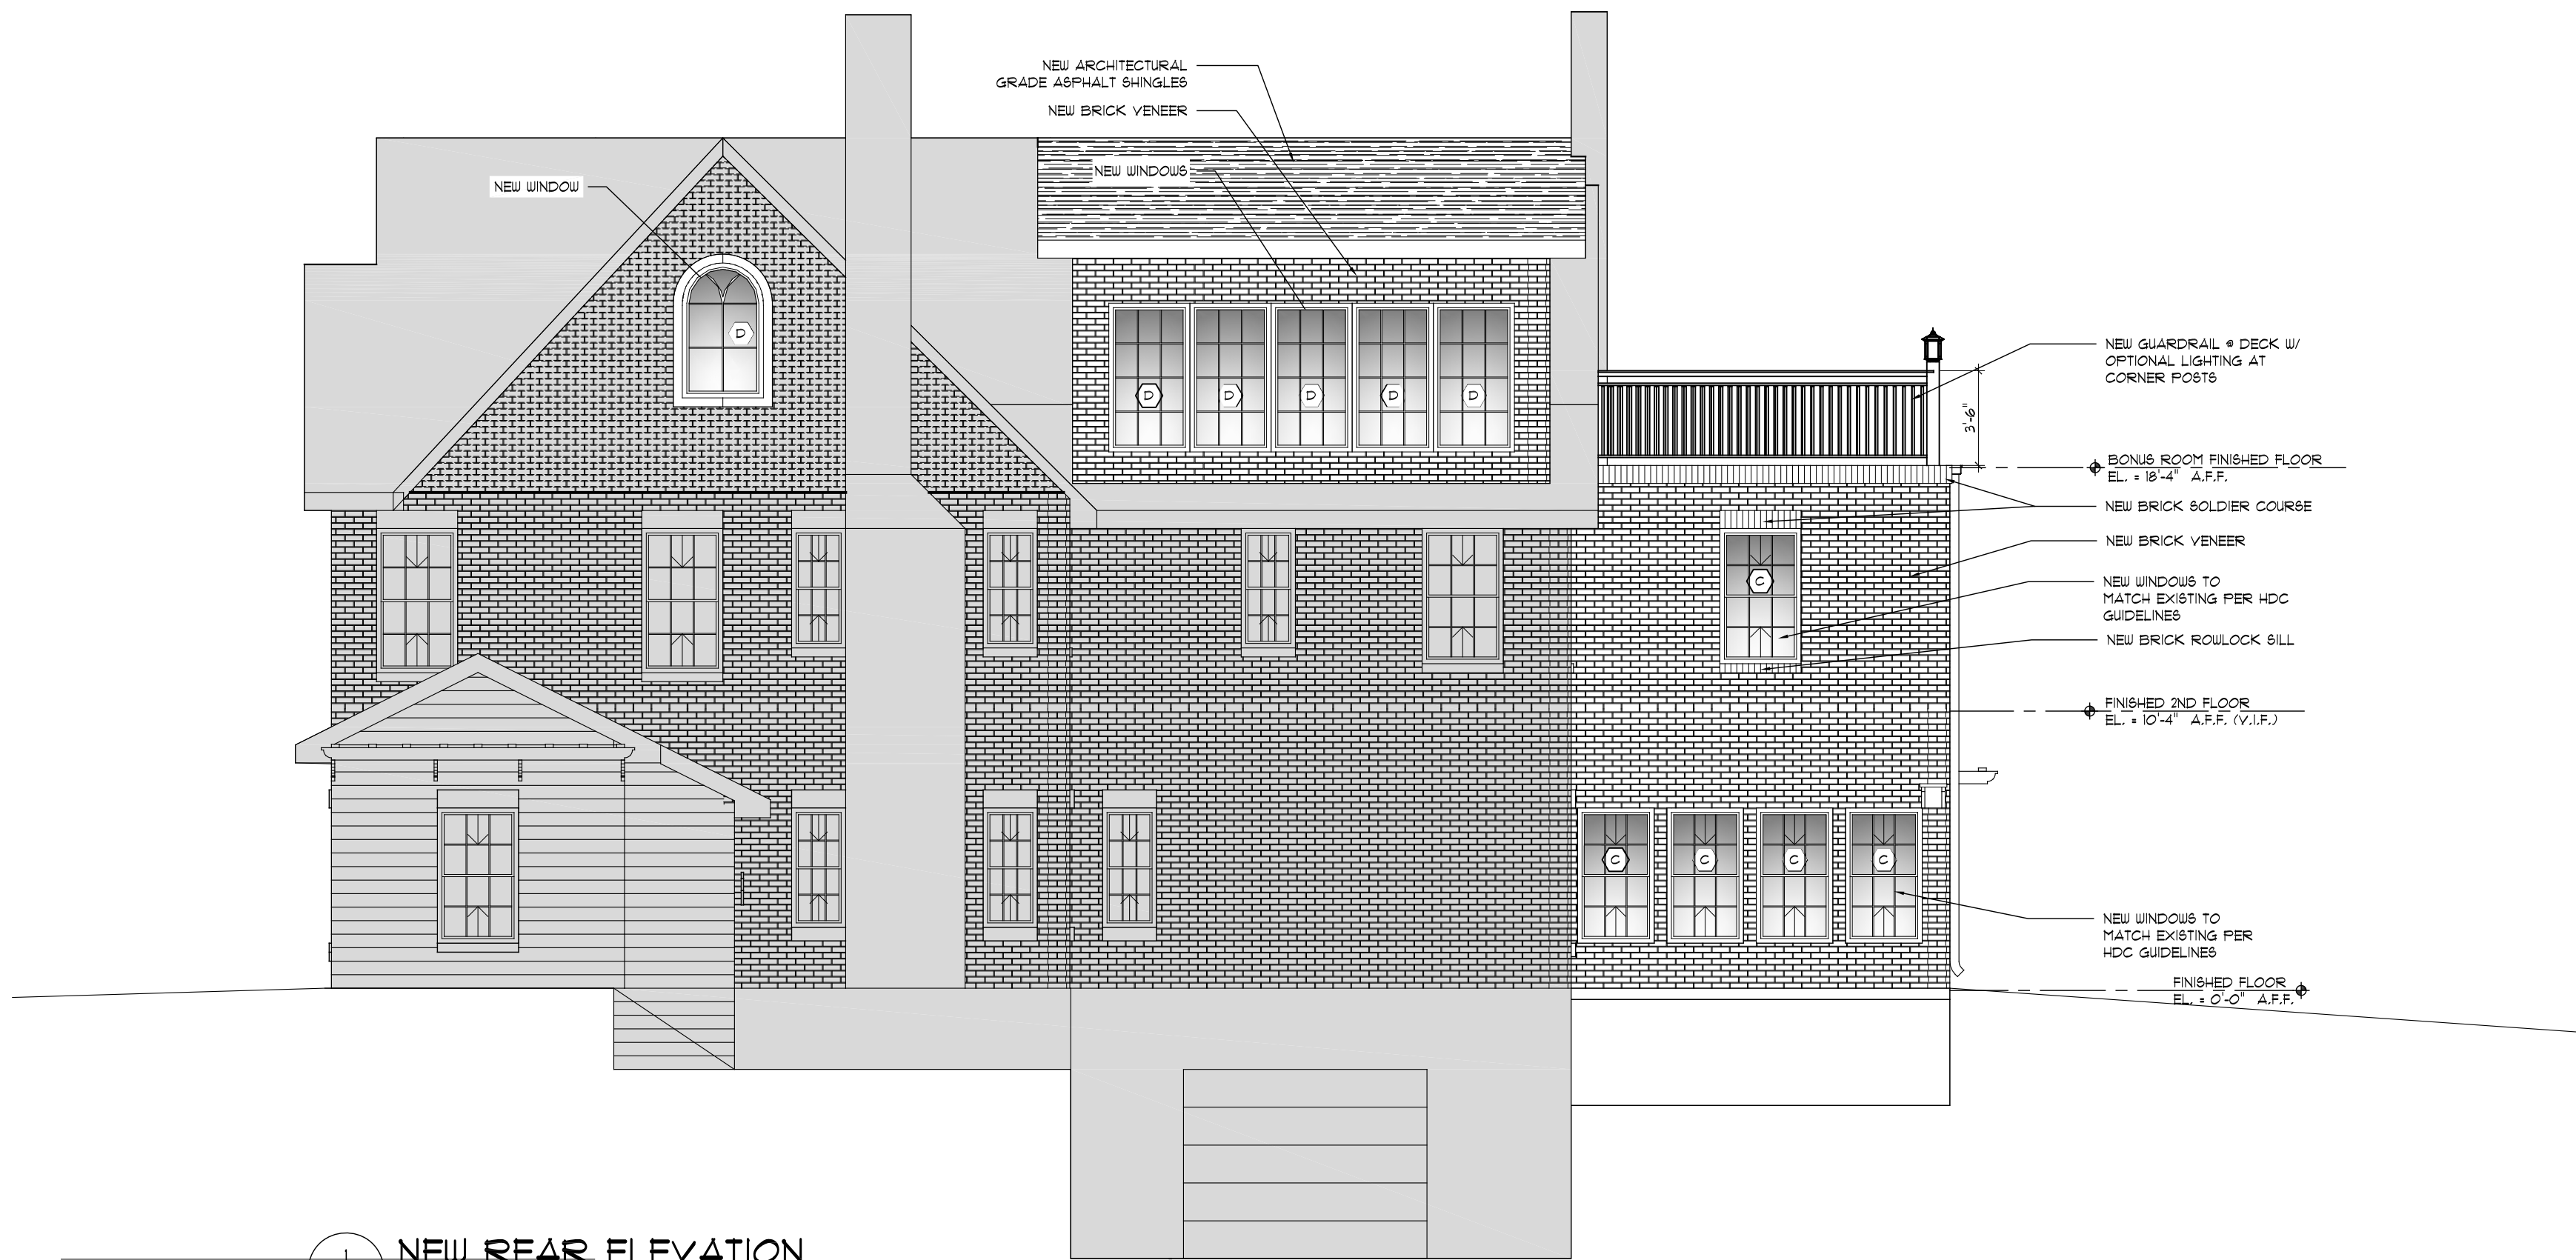 NEW ARCHITECTURAL
GRADE ASPHALT SHINGLES
NEW BRICK VENEER
NEW WINDOWS
NEW WINDOW
D
D
D
D
D
D
NEW GUARDRAIL @ DECK W/
OPTIONAL LIGHTING AT
CORNER POSTS
3'-6"
BONUS ROOM FINISHED FLOOR
EL. = 18'-4" A.F.F.
NEW BRICK SOLDIER COURSE
NEW BRICK VENEER
C
NEW WINDOWS TO
MATCH EXISTING PER HDC
GUIDELINES
NEW BRICK ROWLOCK SILL
FINISHED 2ND FLOOR
EL. = 10'-4" A.F.F. (V.I.F.)
C
C
C
C
NEW WINDOWS TO
MATCH EXISTING PER
HDC GUIDELINES
FINISHED FLOOR
EL. = 0'-0" A.F.F.
1
NEW REAR ELEVATION